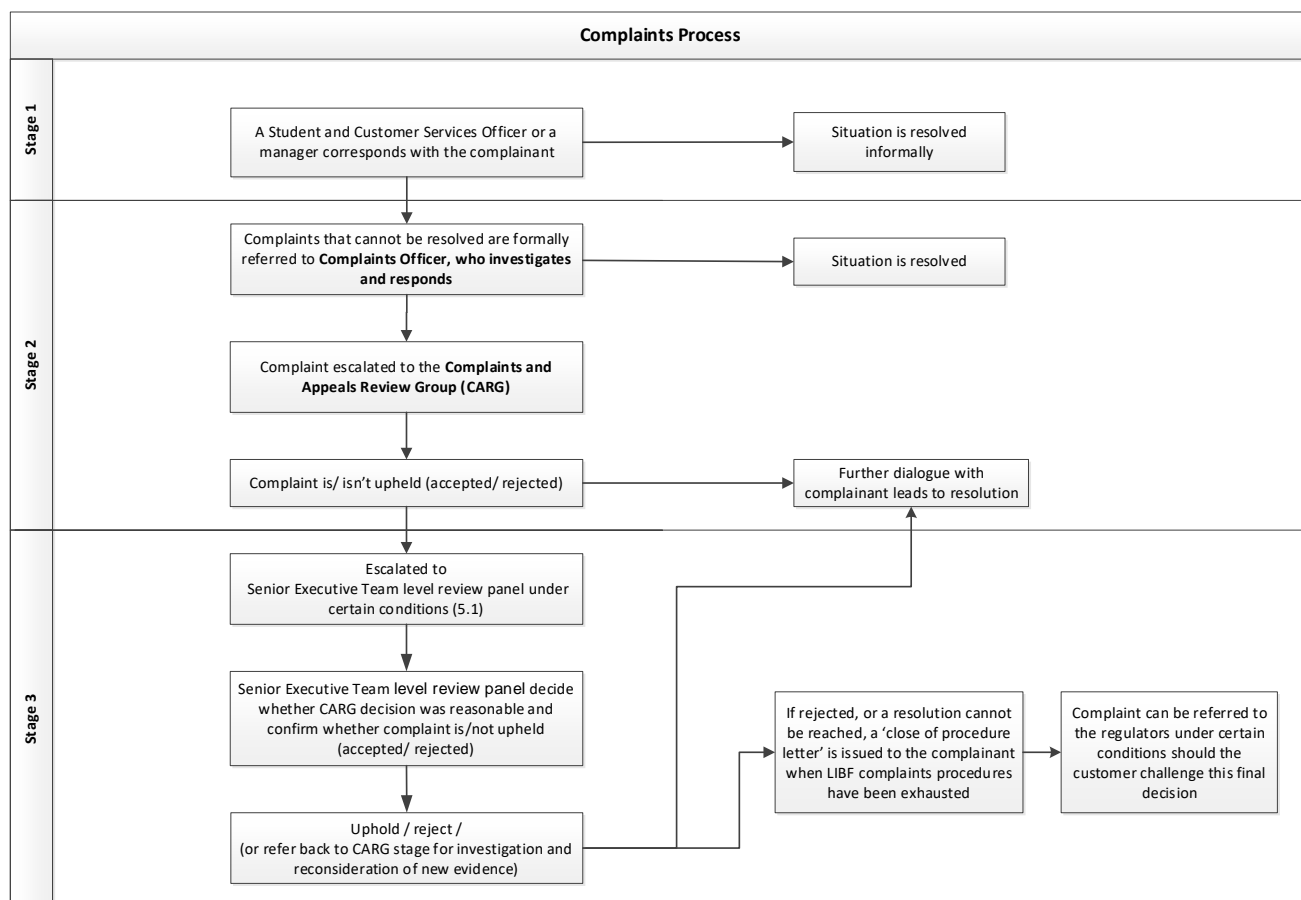 Complaints Process
Stage 1
A Student and Customer Services Officer or a
manager corresponds with the complainant
Situation is resolved
informally
Stage 2
Complaints that cannot be resolved are formally
referred to Complaints Officer, who investigates
and responds
Situation is resolved
Complaint escalated to the Complaints and
Appeals Review Group (CARG)
Complaint is/ isn’t upheld (accepted/ rejected)
Further dialogue with
complainant leads to resolution
Stage 3
Escalated to
Senior Executive Team level review panel under
certain conditions (5.1)
Senior Executive Team level review panel decide
whether CARG decision was reasonable and
confirm whether complaint is/not upheld
(accepted/ rejected)
If rejected, or a resolution cannot
be reached, a ‘close of procedure
letter’ is issued to the complainant
when LIBF complaints procedures
have been exhausted
Complaint can be referred to
the regulators under certain
conditions should the
customer challenge this final
decision
Uphold / reject /
(or refer back to CARG stage for investigation and
reconsideration of new evidence)